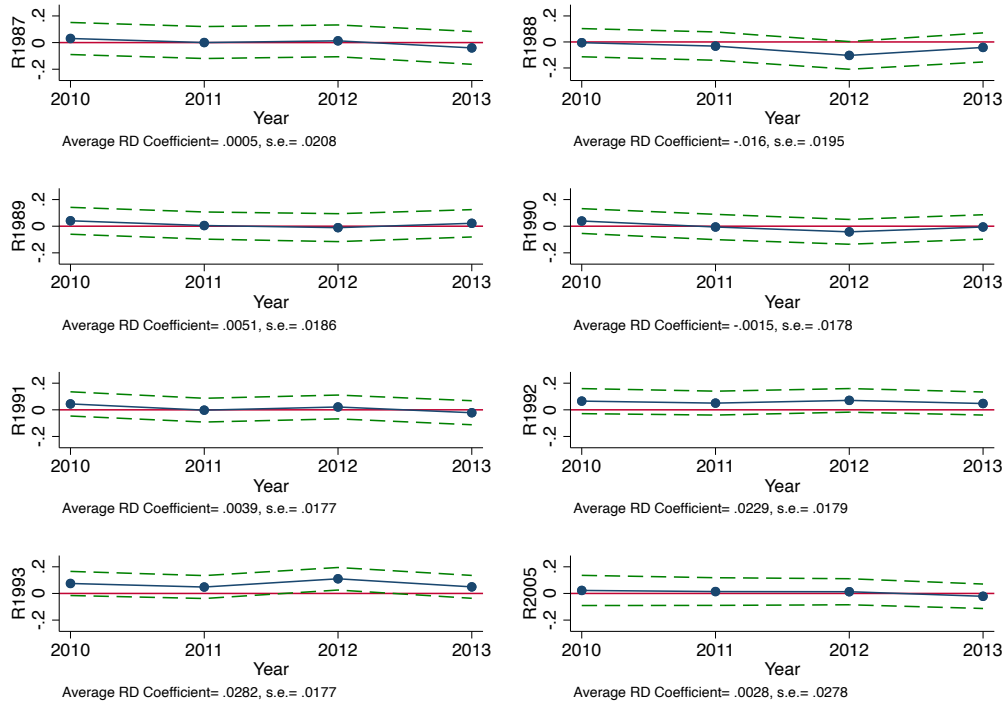 R1987
.2
0
-.2
2010 2011 2012 2013
Year
Average RD Coefficient= .0005, s.e.= .0208
R1988
.2
0
-.2
2010 2011 2012 2013
Year
Average RD Coefficient= -.016, s.e.= .0195
R1989
.2
0
-.2
2010 2011 2012 2013
Year
Average RD Coefficient= .0051, s.e.= .0186
R1990
.2
0
-.2
2010 2011 2012 2013
Year
Average RD Coefficient= -.0015, s.e.= .0178
R1991
.2
0
-.2
2010 2011 2012 2013
Year
Average RD Coefficient= .0039, s.e.= .0177
R1992
.2
0
-.2
2010 2011 2012 2013
Year
Average RD Coefficient= .0229, s.e.= .0179
R1993
.2
0
-.2
2010 2011 2012 2013
Year
Average RD Coefficient= .0282, s.e.= .0177
R2005
.2
0
-.2
2010 2011 2012 2013
Year
Average RD Coefficient= .0028, s.e.= .0278